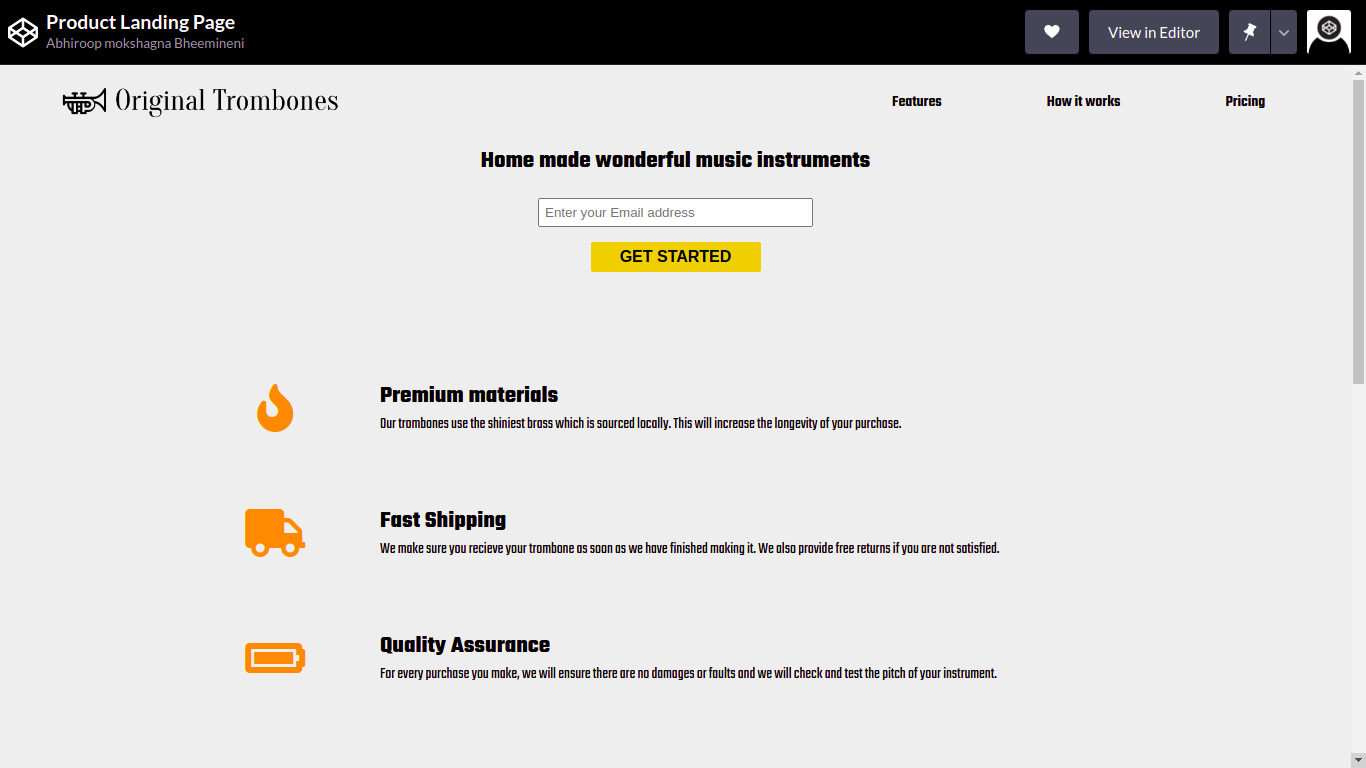 Product Landing Page
Abhiroop mokshagna Bheemineni
View in Editor
Original Trombones
Features
How it works
Pricing
Home made wonderful music instruments
Enter your Email address
GET STARTED
Premium materials
Our trombones use the shiniest brass which is sourced locally. This will increase the longevity of your purchase.
Fast Shipping
We make sure you recieve your trombone as soon as we have finished making it. We also provide free returns if you are not satisfied.
Quality Assurance
For every purchase you make, we will ensure there are no damages or faults and we will check and test the pitch of your instrument.